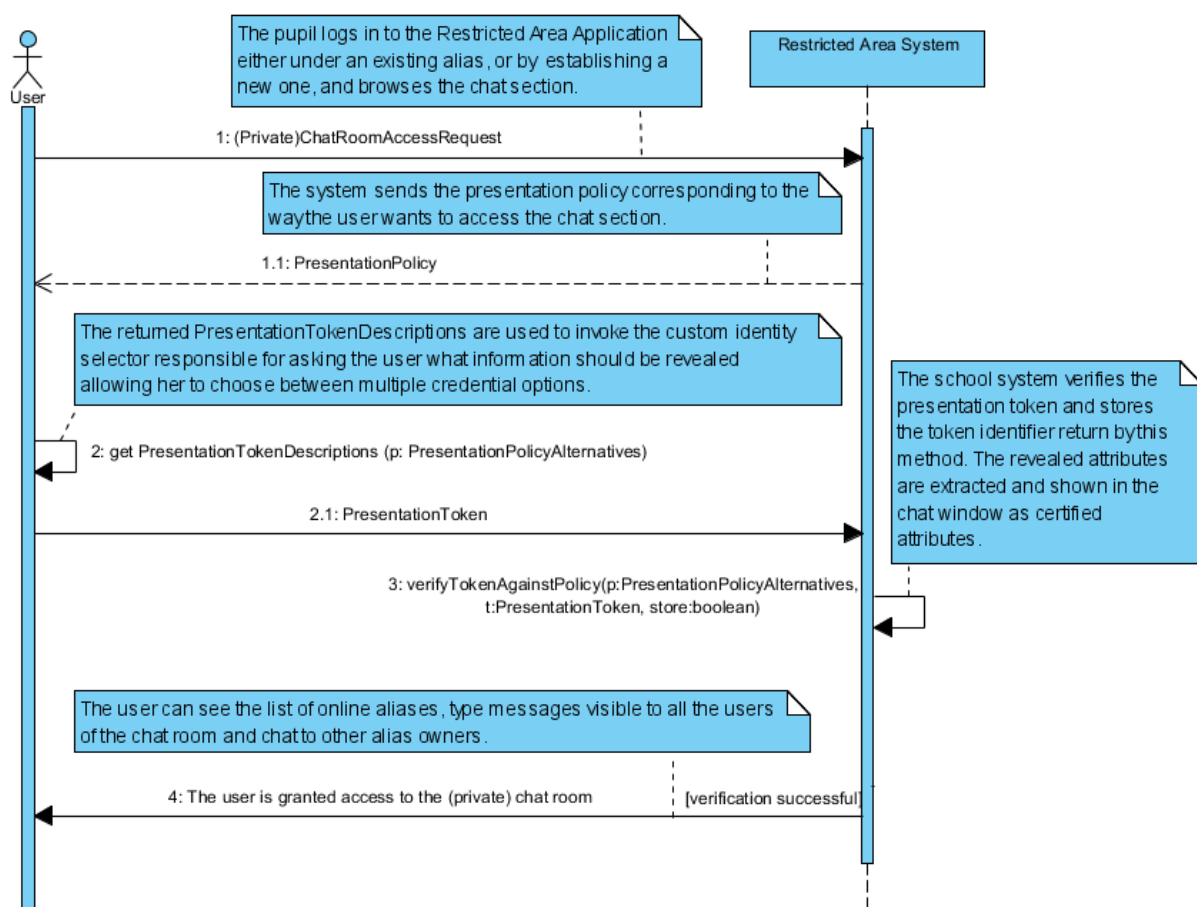 The pupil logs in to the Restricted Area Application
either under an existing alias, or by establishing a
new one, and browses the chat section.
Restricted Area System
User
1: (Private)ChatRoomAccessRequest
The system sends the presentation policy corresponding to the
way the user wants to access the chat section.
1.1: PresentationPolicy
The returned PresentationTokenDescriptions are used to invoke the custom identity
selector responsible for asking the user what information should be revealed
allowing her to choose between multiple credential options.
The school system verifies the
presentation token and stores
the token identifier return by this
method. The revealed attributes
are extracted and shown in the
chat window as certified
attributes.
2: get PresentationTokenDescriptions (p: PresentationPolicyAlternatives)
2.1: PresentationToken
3: verifyTokenAgainstPolicy(p:PresentationPolicyAlternatives,
t:PresentationToken, store:boolean)
The user can see the list of online aliases, type messages visible to all the users
of the chat room and chat to other alias owners.
4: The user is granted access to the (private) chat room
[verification successful]